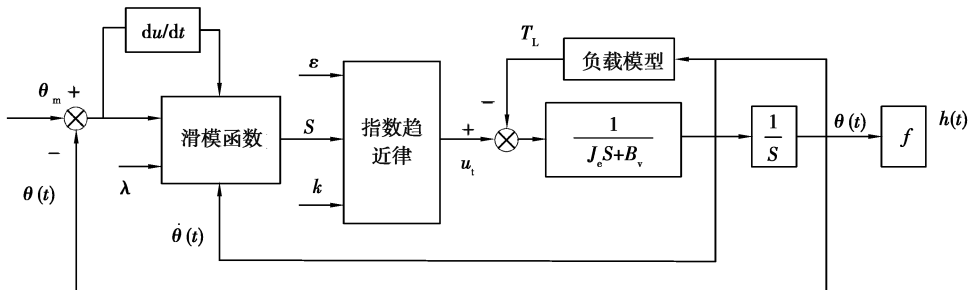 du/dt
T_L
负载模型
ε
θ_m +
−
滑模函数
S
指数趋
近律
+
u_t
−
1
J_e S+B_v
1
S
θ(t)
f
h(t)
−
θ(t)
λ
k
θ̇(t)